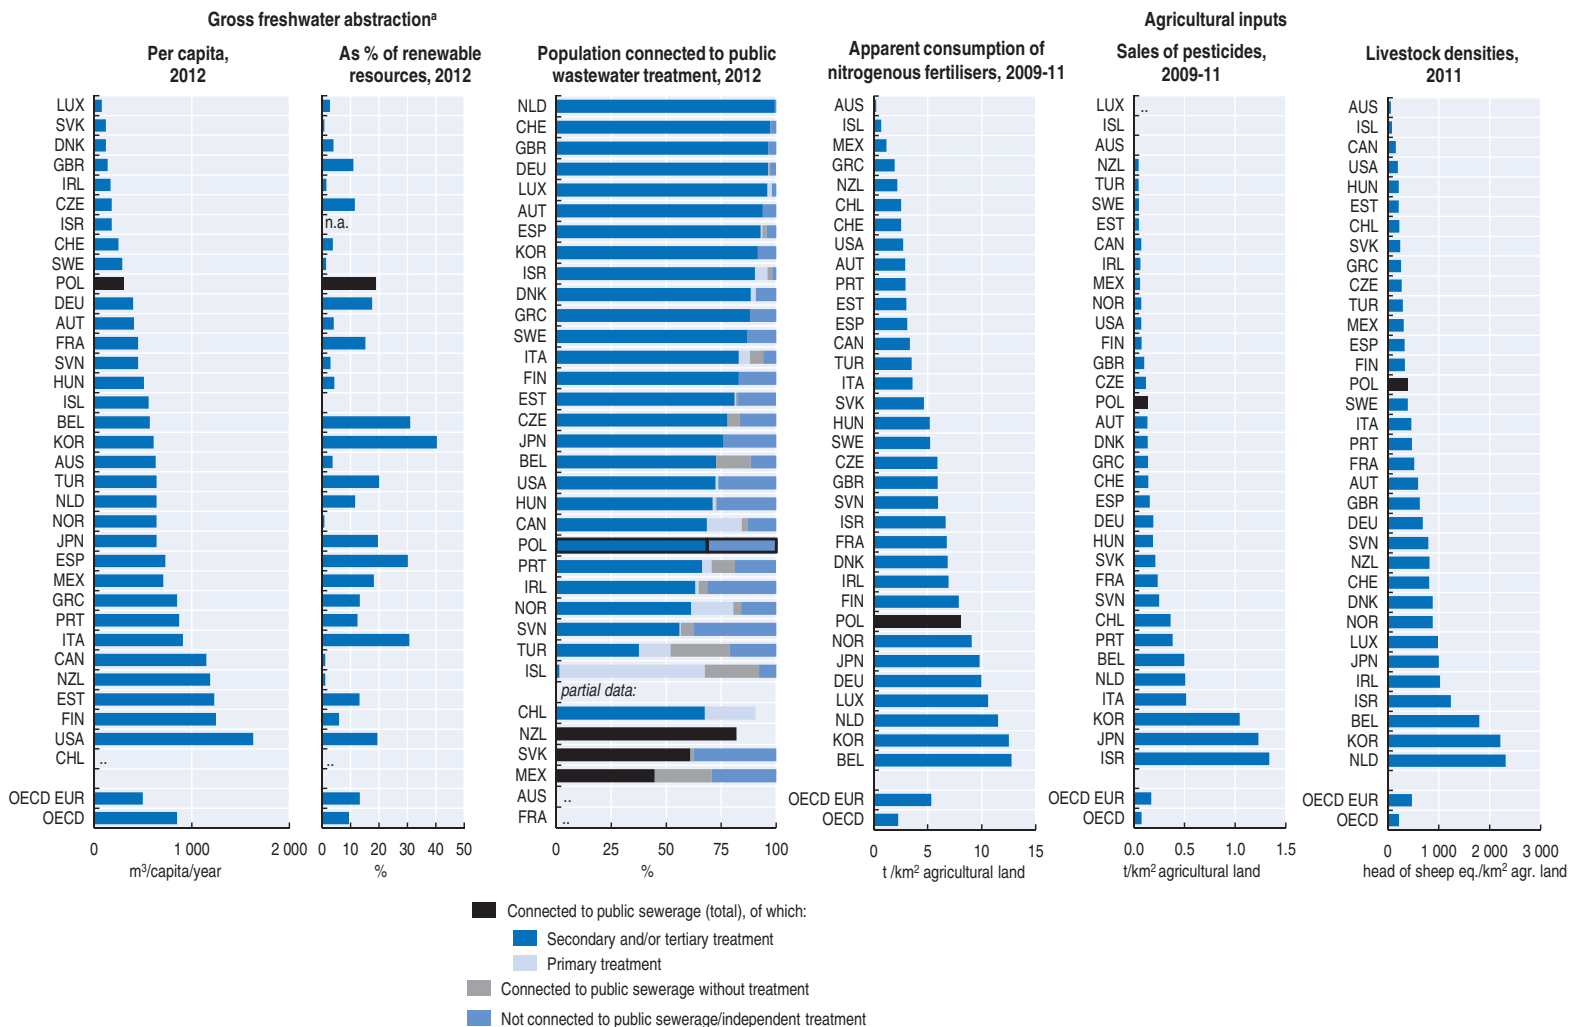 Gross freshwater abstractionª
Agricultural inputs
Per capita,
2012
As % of renewable
resources, 2012
Population connected to public
wastewater treatment, 2012
Apparent consumption of
nitrogenous fertilisers, 2009-11
Sales of pesticides,
2009-11
Livestock densities,
2011
LUX
SVK
DNK
GBR
IRL
CZE
ISR
CHE
SWE
POL
DEU
AUT
FRA
SVN
HUN
ISL
BEL
KOR
AUS
TUR
NLD
NOR
JPN
ESP
MEX
GRC
PRT
ITA
CAN
NZL
EST
FIN
USA
CHL ..
OECD EUR
OECD
0 1000 2 000
m³/capita/year
n.a.
..
0 10 20 30 40 50
%
NLD
CHE
GBR
DEU
LUX
AUT
ESP
KOR
ISR
DNK
GRC
SWE
ITA
FIN
EST
CZE
JPN
BEL
USA
HUN
CAN
POL
PRT
IRL
NOR
SVN
TUR
ISL
partial data:
CHL
NZL
SVK
MEX
AUS ..
FRA ..
0 25 50 75 100
%
AUS
ISL
MEX
GRC
NZL
CHL
CHE
USA
AUT
PRT
EST
ESP
CAN
TUR
ITA
SVK
HUN
SWE
CZE
GBR
SVN
ISR
FRA
DNK
IRL
FIN
POL
NOR
JPN
DEU
LUX
NLD
KOR
BEL
OECD EUR
OECD
0 5 10 15
t /km² agricultural land
LUX ..
ISL
AUS
NZL
TUR
SWE
EST
CAN
IRL
MEX
NOR
USA
FIN
GBR
CZE
POL
AUT
DNK
GRC
CHE
ESP
DEU
HUN
SVK
FRA
SVN
CHL
PRT
BEL
NLD
ITA
KOR
JPN
ISR
OECD EUR
OECD
0.0 0.5 1.0 1.5
t/km² agricultural land
AUS
ISL
CAN
USA
HUN
EST
CHL
SVK
GRC
CZE
TUR
MEX
ESP
FIN
POL
SWE
ITA
PRT
FRA
AUT
GBR
DEU
SVN
NZL
CHE
DNK
NOR
LUX
JPN
IRL
ISR
BEL
KOR
NLD
OECD EUR
OECD
0 1 000 2 000 3 000
head of sheep eq./km² agr. land
Connected to public sewerage (total), of which:
Secondary and/or tertiary treatment
Primary treatment
Connected to public sewerage without treatment
Not connected to public sewerage/independent treatment